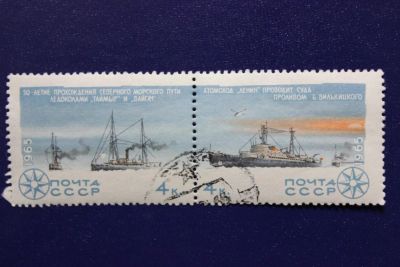 50-ЛЕТИЕ ПРОХОЖДЕНИЯ СЕВЕРНОГО МОРСКОГО ПУТИ
ЛЕДОКОЛАМИ „ТАЙМЫР" И „ВАЙГАЧ"
1965
ПОЧТА
СССР
4к
АТОМОХОД „ЛЕНИН" ПРОВОДИТ СУДА
ПРОЛИВОМ Б. ВИЛЬКИЦКОГО
4к
ПОЧТА
СССР
1965